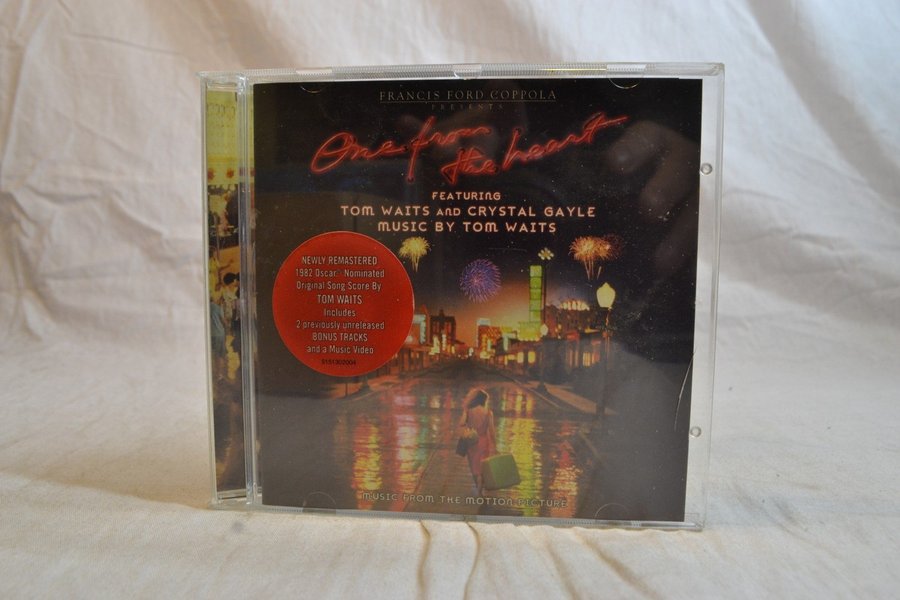 FRANCIS FORD COPPOLA
PRESENTS
One from
the heart
FEATURING
TOM WAITS AND CRYSTAL GAYLE
MUSIC BY TOM WAITS
NEWLY REMASTERED
1982 Oscar® Nominated
Original Song Score By
TOM WAITS
Includes
2 previously unreleased
BONUS TRACKS
and a Music Video
5151302004
MUSIC FROM THE MOTION PICTURE